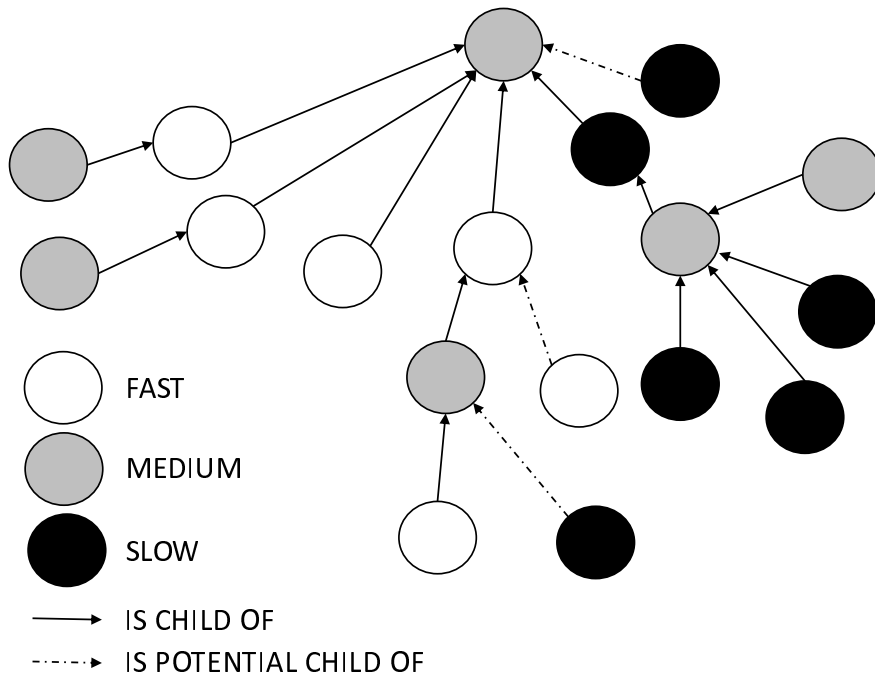 FAST
MEDIUM
SLOW
IS CHILD OF
IS POTENTIAL CHILD OF